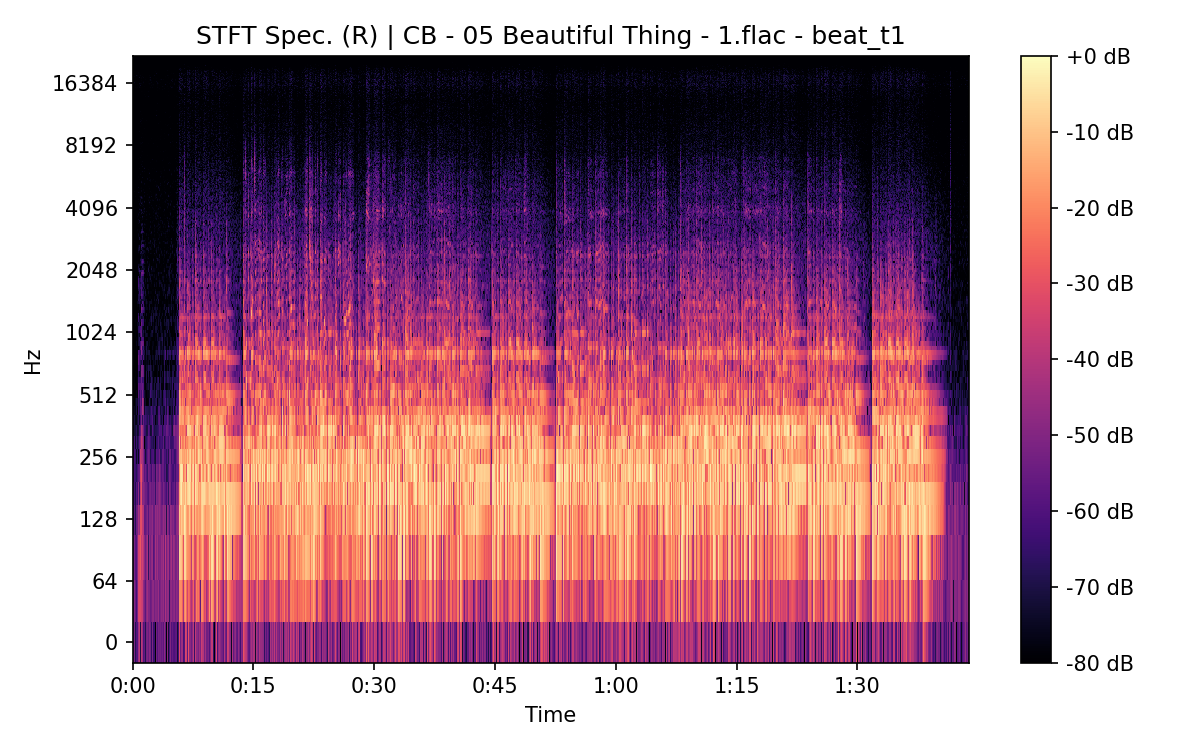 STFT Spec. (R) | CB - 05 Beautiful Thing - 1.flac - beat_t1
Hz
16384
8192
4096
2048
1024
512
256
128
64
0
0:00 0:15 0:30 0:45 1:00 1:15 1:30
Time
+0 dB
-10 dB
-20 dB
-30 dB
-40 dB
-50 dB
-60 dB
-70 dB
-80 dB